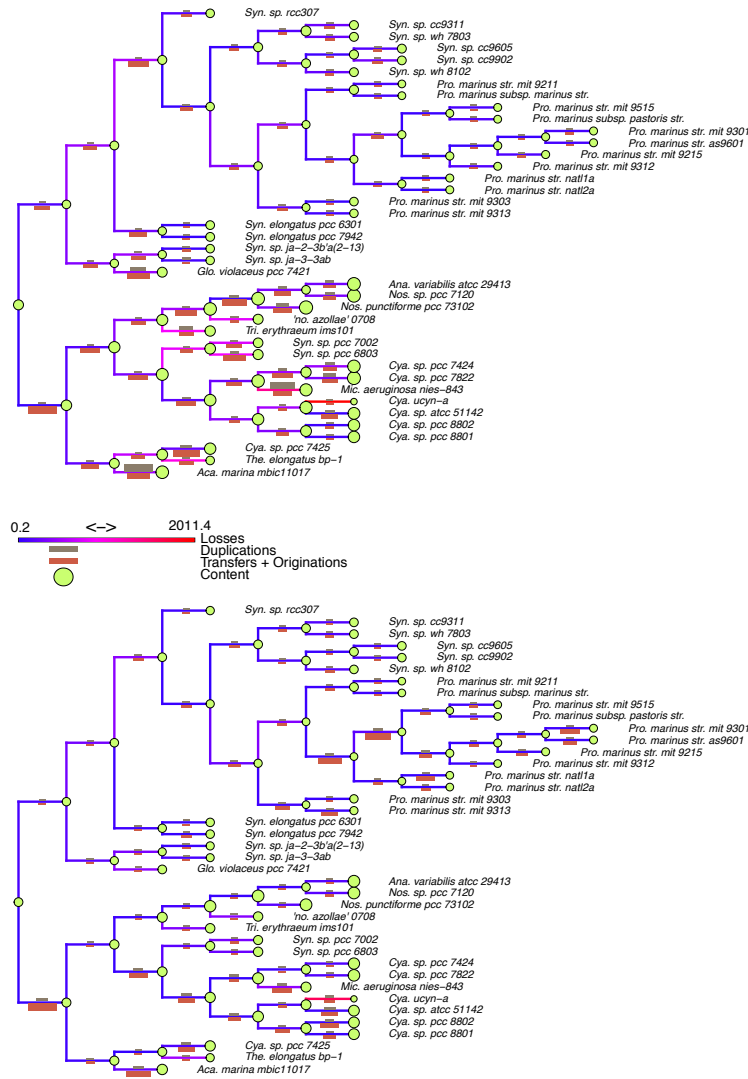 Syn. sp. rcc307
Syn. sp. cc9311
Syn. sp. wh 7803
Syn. sp. cc9605
Syn. sp. cc9902
Syn. sp. wh 8102
Pro. marinus str. mit 9211
Pro. marinus subsp. marinus str.
Pro. marinus str. mit 9515
Pro. marinus subsp. pastoris str.
Pro. marinus str. mit 9301
Pro. marinus str. as9601
Pro. marinus str. mit 9215
Pro. marinus str. mit 9312
Pro. marinus str. natl1a
Pro. marinus str. natl2a
Pro. marinus str. mit 9303
Pro. marinus str. mit 9313
Syn. elongatus pcc 6301
Syn. elongatus pcc 7942
Syn. sp. ja-2-3b'a(2-13)
Syn. sp. ja-3-3ab
Glo. violaceus pcc 7421
Ana. variabilis atcc 29413
Nos. sp. pcc 7120
Nos. punctiforme pcc 73102
'no. azollae' 0708
Tri. erythraeum ims101
Syn. sp. pcc 7002
Syn. sp. pcc 6803
Cya. sp. pcc 7424
Cya. sp. pcc 7822
Mic. aeruginosa nies-843
Cya. ucyn-a
Cya. sp. atcc 51142
Cya. sp. pcc 8802
Cya. sp. pcc 8801
Cya. sp. pcc 7425
The. elongatus bp-1
Aca. marina mbic11017
0.2 <-> 2011.4
Losses
Duplications
Transfers + Originations
Content
Syn. sp. rcc307
Syn. sp. cc9311
Syn. sp. wh 7803
Syn. sp. cc9605
Syn. sp. cc9902
Syn. sp. wh 8102
Pro. marinus str. mit 9211
Pro. marinus subsp. marinus str.
Pro. marinus str. mit 9515
Pro. marinus subsp. pastoris str.
Pro. marinus str. mit 9301
Pro. marinus str. as9601
Pro. marinus str. mit 9215
Pro. marinus str. mit 9312
Pro. marinus str. natl1a
Pro. marinus str. natl2a
Pro. marinus str. mit 9303
Pro. marinus str. mit 9313
Syn. elongatus pcc 6301
Syn. elongatus pcc 7942
Syn. sp. ja-2-3b'a(2-13)
Syn. sp. ja-3-3ab
Glo. violaceus pcc 7421
Ana. variabilis atcc 29413
Nos. sp. pcc 7120
Nos. punctiforme pcc 73102
'no. azollae' 0708
Tri. erythraeum ims101
Syn. sp. pcc 7002
Syn. sp. pcc 6803
Cya. sp. pcc 7424
Cya. sp. pcc 7822
Mic. aeruginosa nies-843
Cya. ucyn-a
Cya. sp. atcc 51142
Cya. sp. pcc 8802
Cya. sp. pcc 8801
Cya. sp. pcc 7425
The. elongatus bp-1
Aca. marina mbic11017